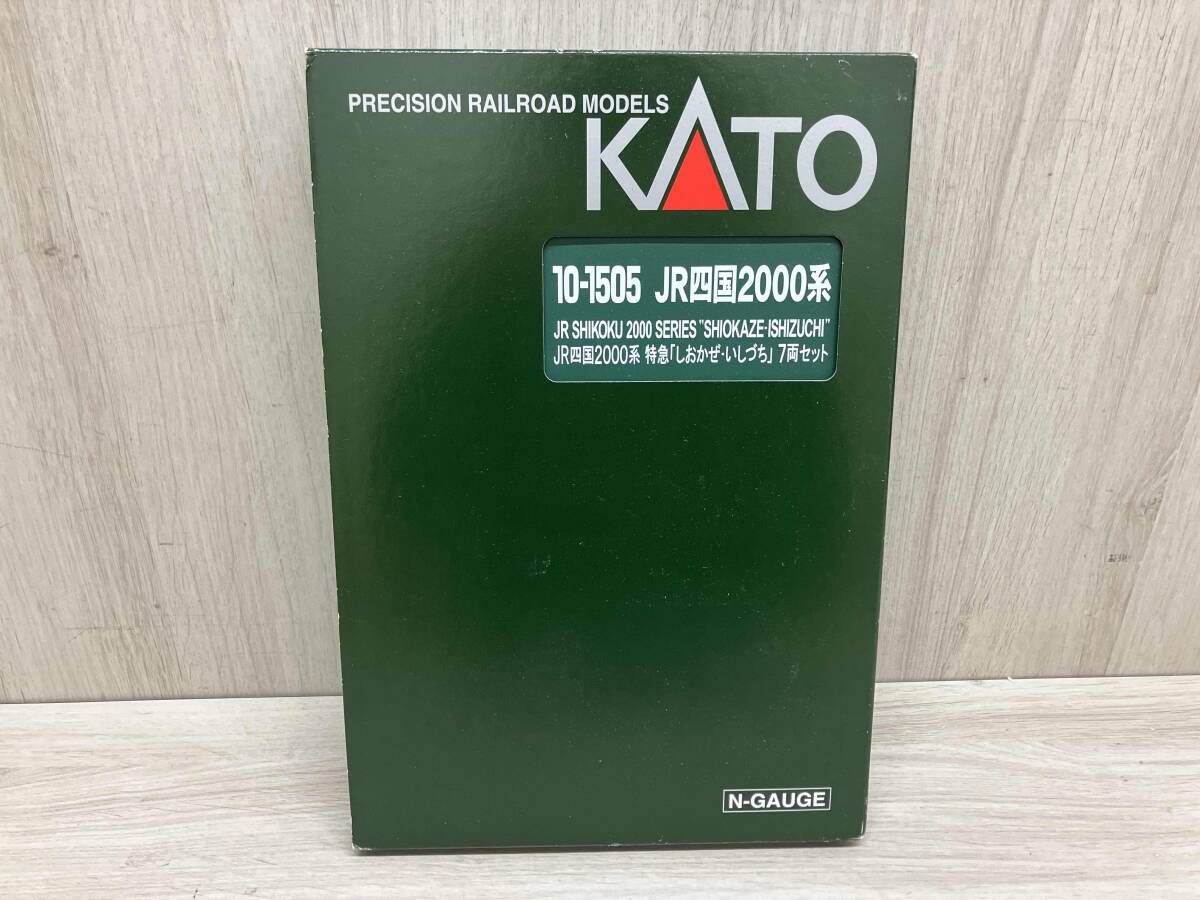 PRECISION RAILROAD MODELS
KATO
10-1505 JR四国2000系
JR SHIKOKU 2000 SERIES "SHIOKAZE-ISHIZUCHI"
JR四国2000系 特急「しおかぜ・いしづち」 7両セット
N-GAUGE